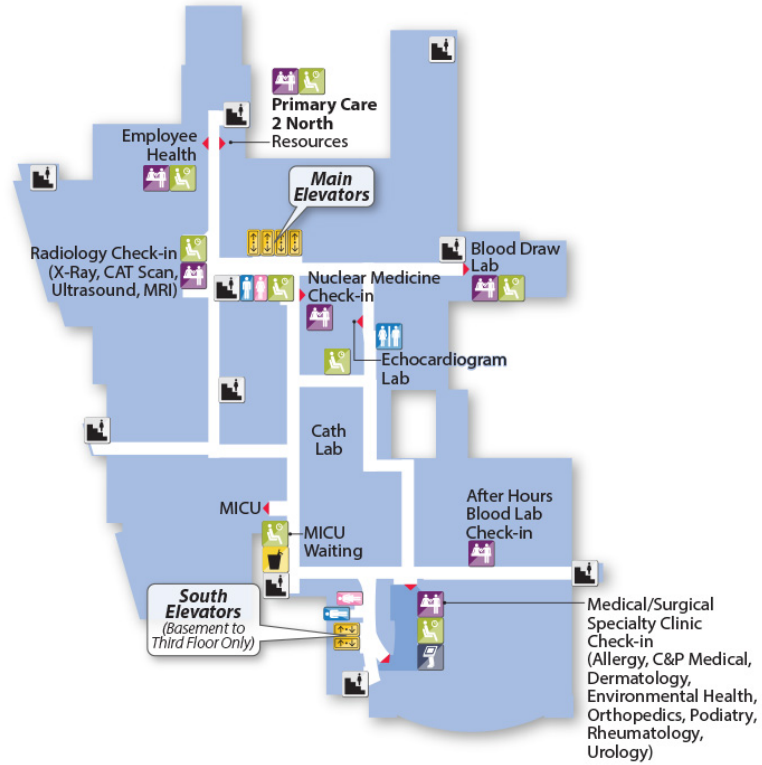 Primary Care
2 North
Resources
Employee
Health
Main
Elevators
Radiology Check-in
(X-Ray, CAT Scan,
Ultrasound, MRI)
Blood Draw
Lab
Nuclear Medicine
Check-in
Echocardiogram
Lab
Cath
Lab
MICU
MICU
Waiting
After Hours
Blood Lab
Check-in
South
Elevators
(Basement to
Third Floor Only)
Medical/Surgical
Specialty Clinic
Check-in
(Allergy, C&P Medical,
Dermatology,
Environmental Health,
Orthopedics, Podiatry,
Rheumatology,
Urology)